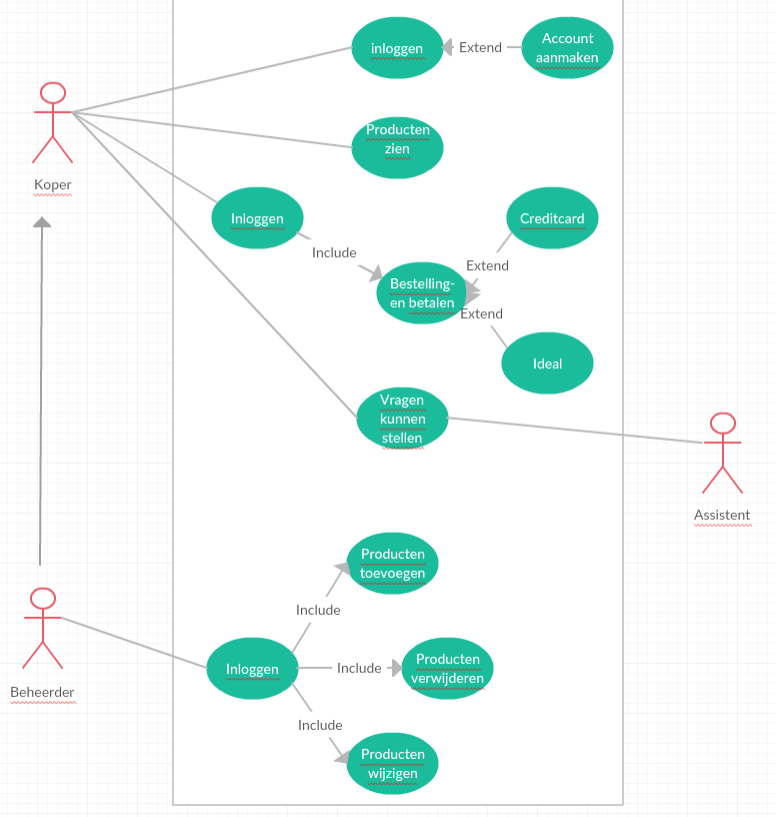 inloggen
Extend
Account
aanmaken
Producten
zien
Koper
Inloggen
Creditcard
Include
Extend
Bestelling-
en betalen
Extend
Ideal
Vragen
kunnen
stellen
Assistent
Producten
toevoegen
Include
Beheerder
Inloggen
Include
Producten
verwijderen
Include
Producten
wijzigen